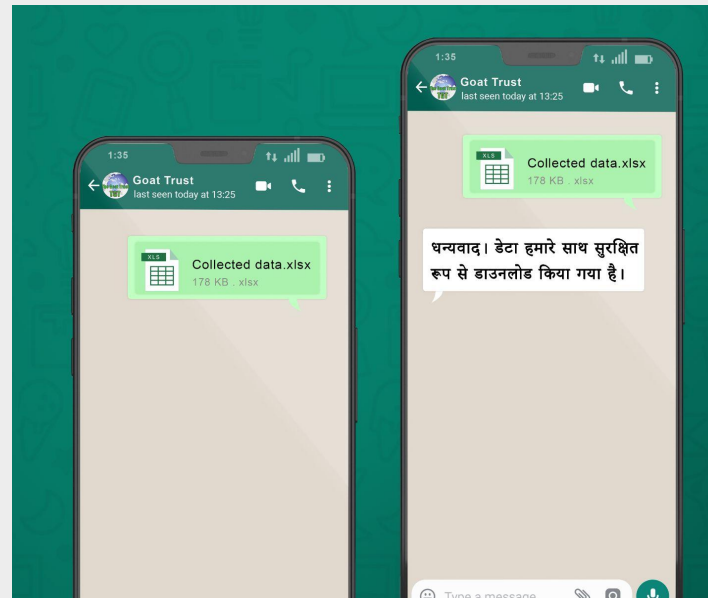 1:35
Goat Trust
last seen today at 13:25
XLS
Collected data.xlsx
178 KB . xlsx
1:35
Goat Trust
last seen today at 13:25
XLS
Collected data.xlsx
178 KB . xlsx
धन्यवाद। डेटा हमारे साथ सुरक्षित
रूप से डाउनलोड किया गया है।
Type a message